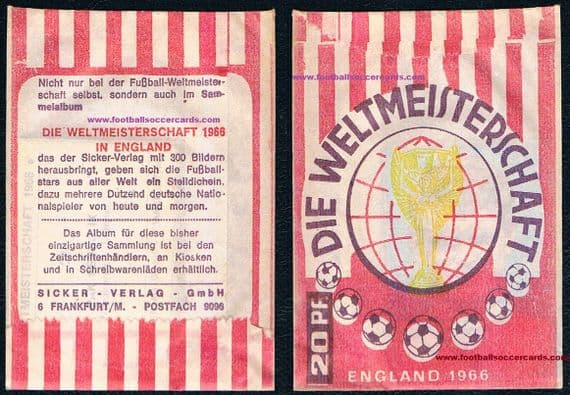 Nicht nur bei der Fußball-Weltmeister-
schaft selbst, sondern auch im Sam-
melalbum
www.footballsoccercards.com
DIE WELTMEISTERSCHAFT 1966
IN ENGLAND
das der Sicker-Verlag mit 300 Bildern
herausbringt, geben sich die Fußball-
stars aus aller Welt ein Stelldichein,
dazu mehrere Dutzend deutsche Natio-
nalspieler von heute und morgen.
Das Album für diese bisher
einzigartige Sammlung ist bei den
Zeitschriftenhändlern, an Kiosken
und in Schreibwarenläden erhältlich.
SICKER - VERLAG - GmbH
6 FRANKFURT/M. - POSTFACH 9096
MEISTERSCHAFT 1966
www.footballsoccercards.com
DIE WELTMEISTERSCHAFT
20 PF.
www.footballsoccercards.com
ENGLAND 1966